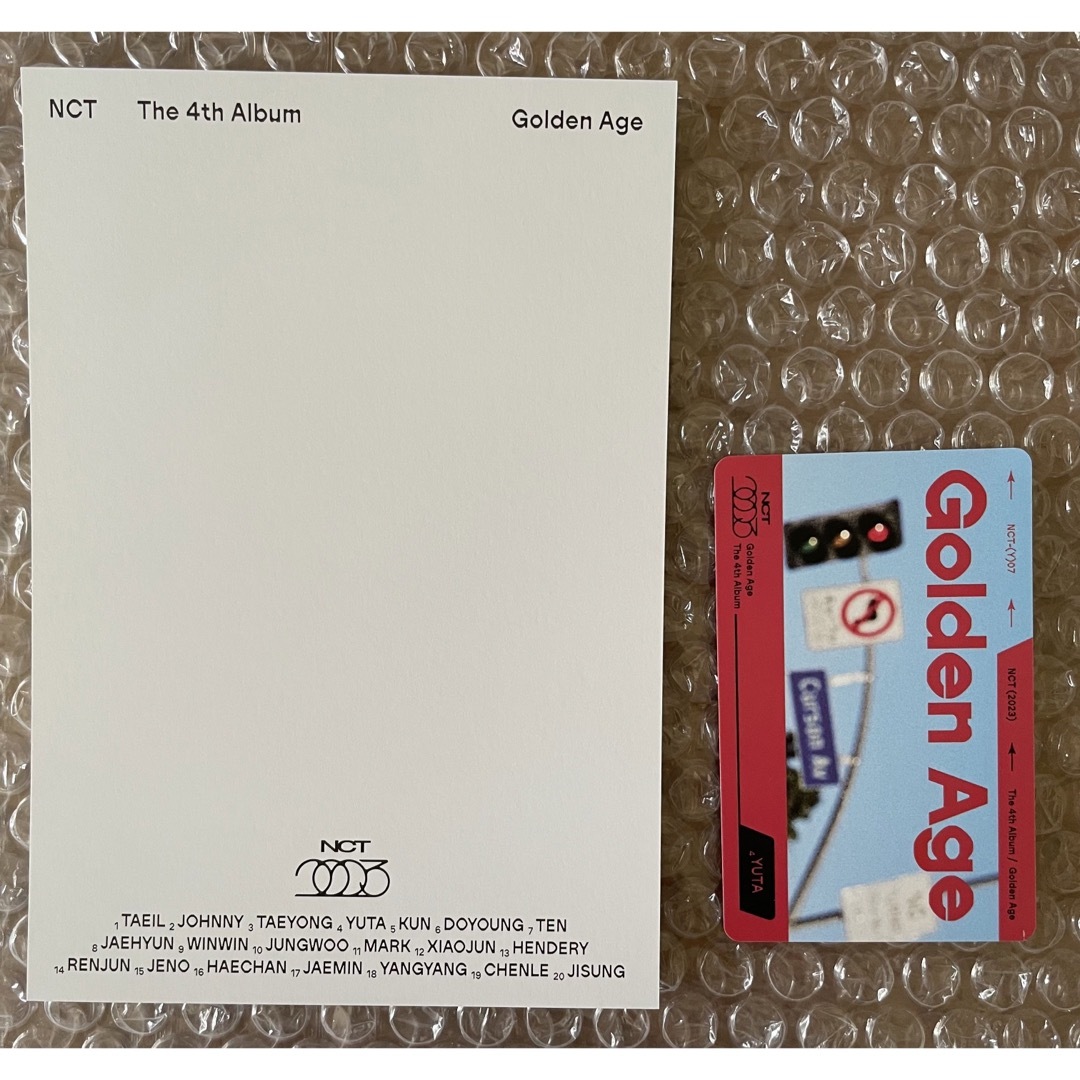 NCT The 4th Album Golden Age
NCT
2023
1 TAEIL 2 JOHNNY 3 TAEYONG 4 YUTA 5 KUN 6 DOYOUNG 7 TEN
8 JAEHYUN 9 WINWIN 10 JUNGWOO 11 MARK 12 XIAOJUN 13 HENDERY
14 RENJUN 15 JENO 16 HAECHAN 17 JAEMIN 18 YANGYANG 19 CHENLE 20 JISUNG
← NCT-(Y)07 ← NCT (2023) ← The 4th Album / Golden Age
Golden Age
Curson Av
NCT
2023
Golden Age
The 4th Album
4 YUTA